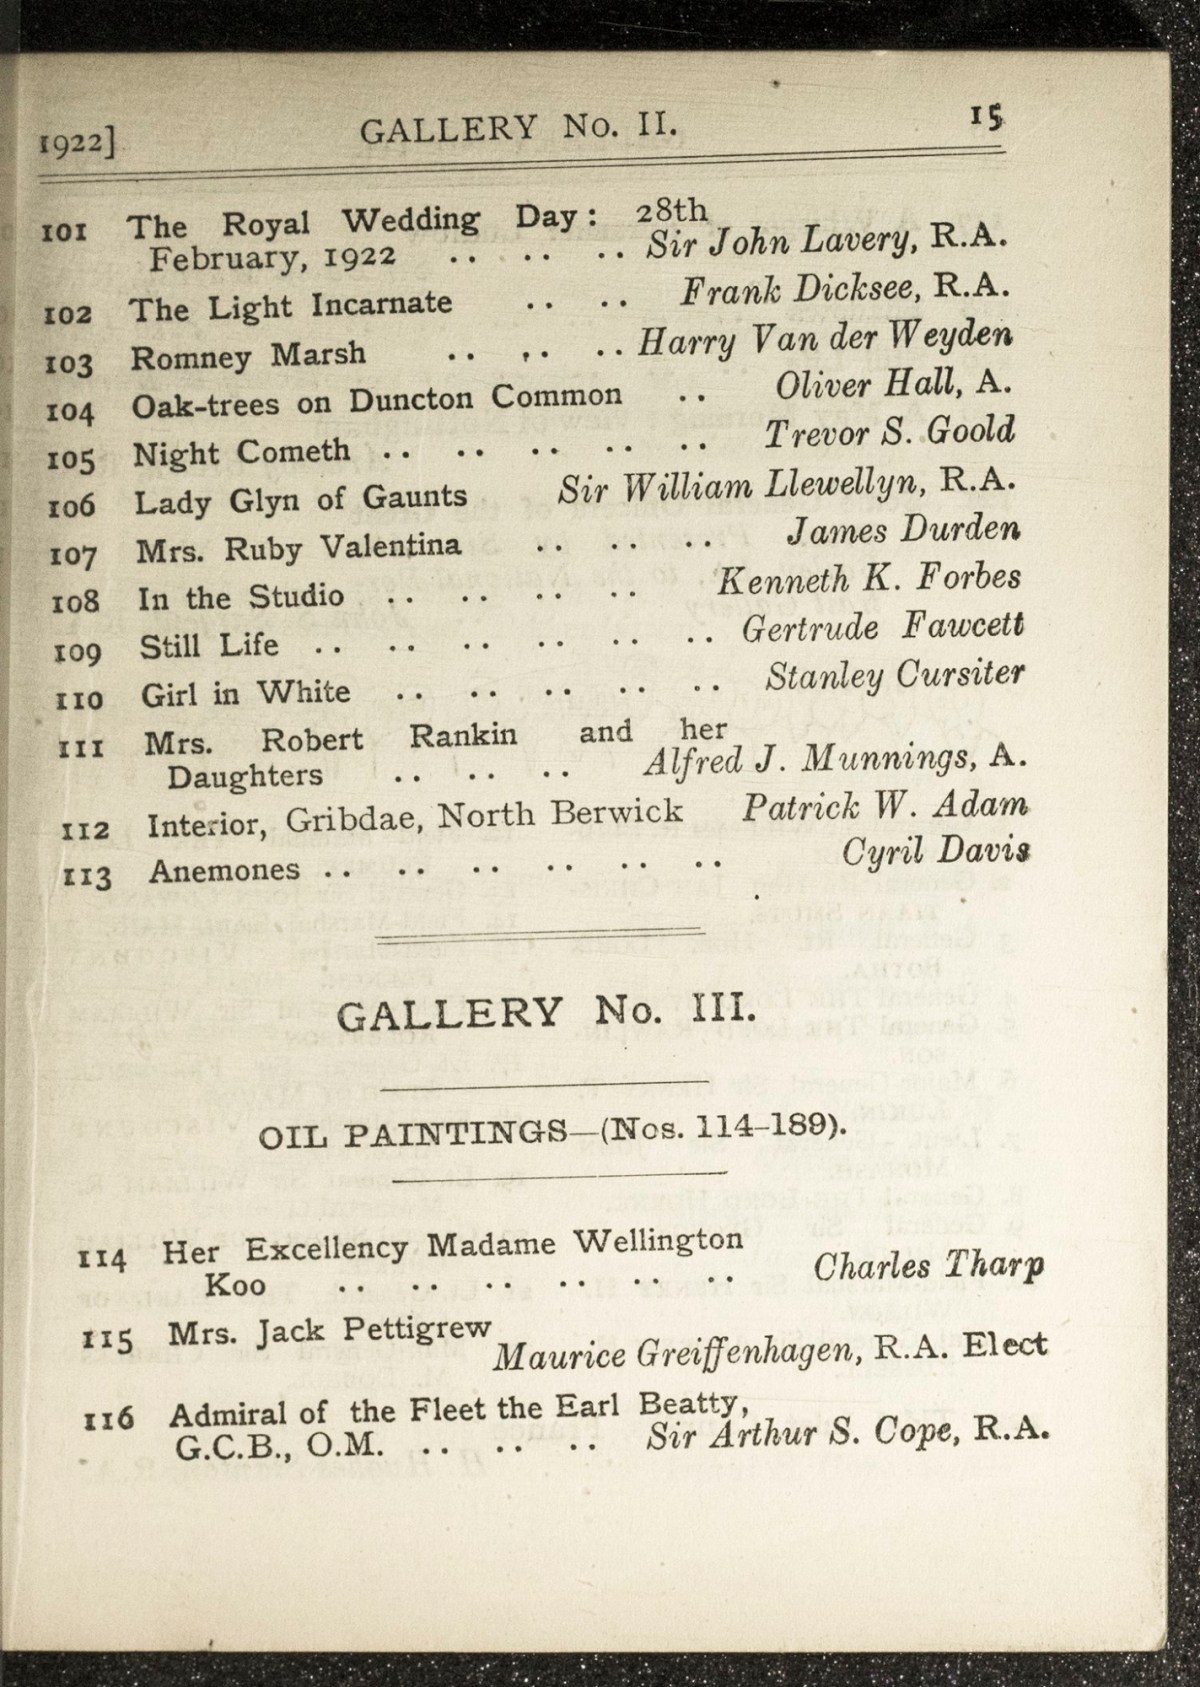 1922] GALLERY No. II. 15
101 The Royal Wedding Day: 28th
February, 1922 .. .. .. Sir John Lavery, R.A.
102 The Light Incarnate .. .. Frank Dicksee, R.A.
103 Romney Marsh .. .. .. Harry Van der Weyden
104 Oak-trees on Duncton Common .. Oliver Hall, A.
105 Night Cometh .. .. .. .. .. Trevor S. Goold
106 Lady Glyn of Gaunts Sir William Llewellyn, R.A.
107 Mrs. Ruby Valentina .. .. .. James Durden
108 In the Studio .. .. .. .. Kenneth K. Forbes
109 Still Life .. .. .. .. .. .. Gertrude Fawcett
110 Girl in White .. .. .. .. .. Stanley Cursiter
111 Mrs. Robert Rankin and her
Daughters .. .. .. Alfred J. Munnings, A.
112 Interior, Gribdae, North Berwick Patrick W. Adam
113 Anemones .. .. .. .. .. .. Cyril Davis
GALLERY No. III.
OIL PAINTINGS—(Nos. 114–189).
114 Her Excellency Madame Wellington
Koo .. .. .. .. .. .. Charles Tharp
115 Mrs. Jack Pettigrew
Maurice Greiffenhagen, R.A. Elect
116 Admiral of the Fleet the Earl Beatty,
G.C.B., O.M. .. .. .. Sir Arthur S. Cope, R.A.